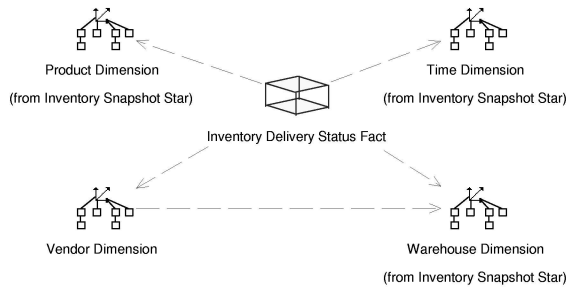 Product Dimension
(from Inventory Snapshot Star)
Time Dimension
(from Inventory Snapshot Star)
Inventory Delivery Status Fact
Vendor Dimension
Warehouse Dimension
(from Inventory Snapshot Star)